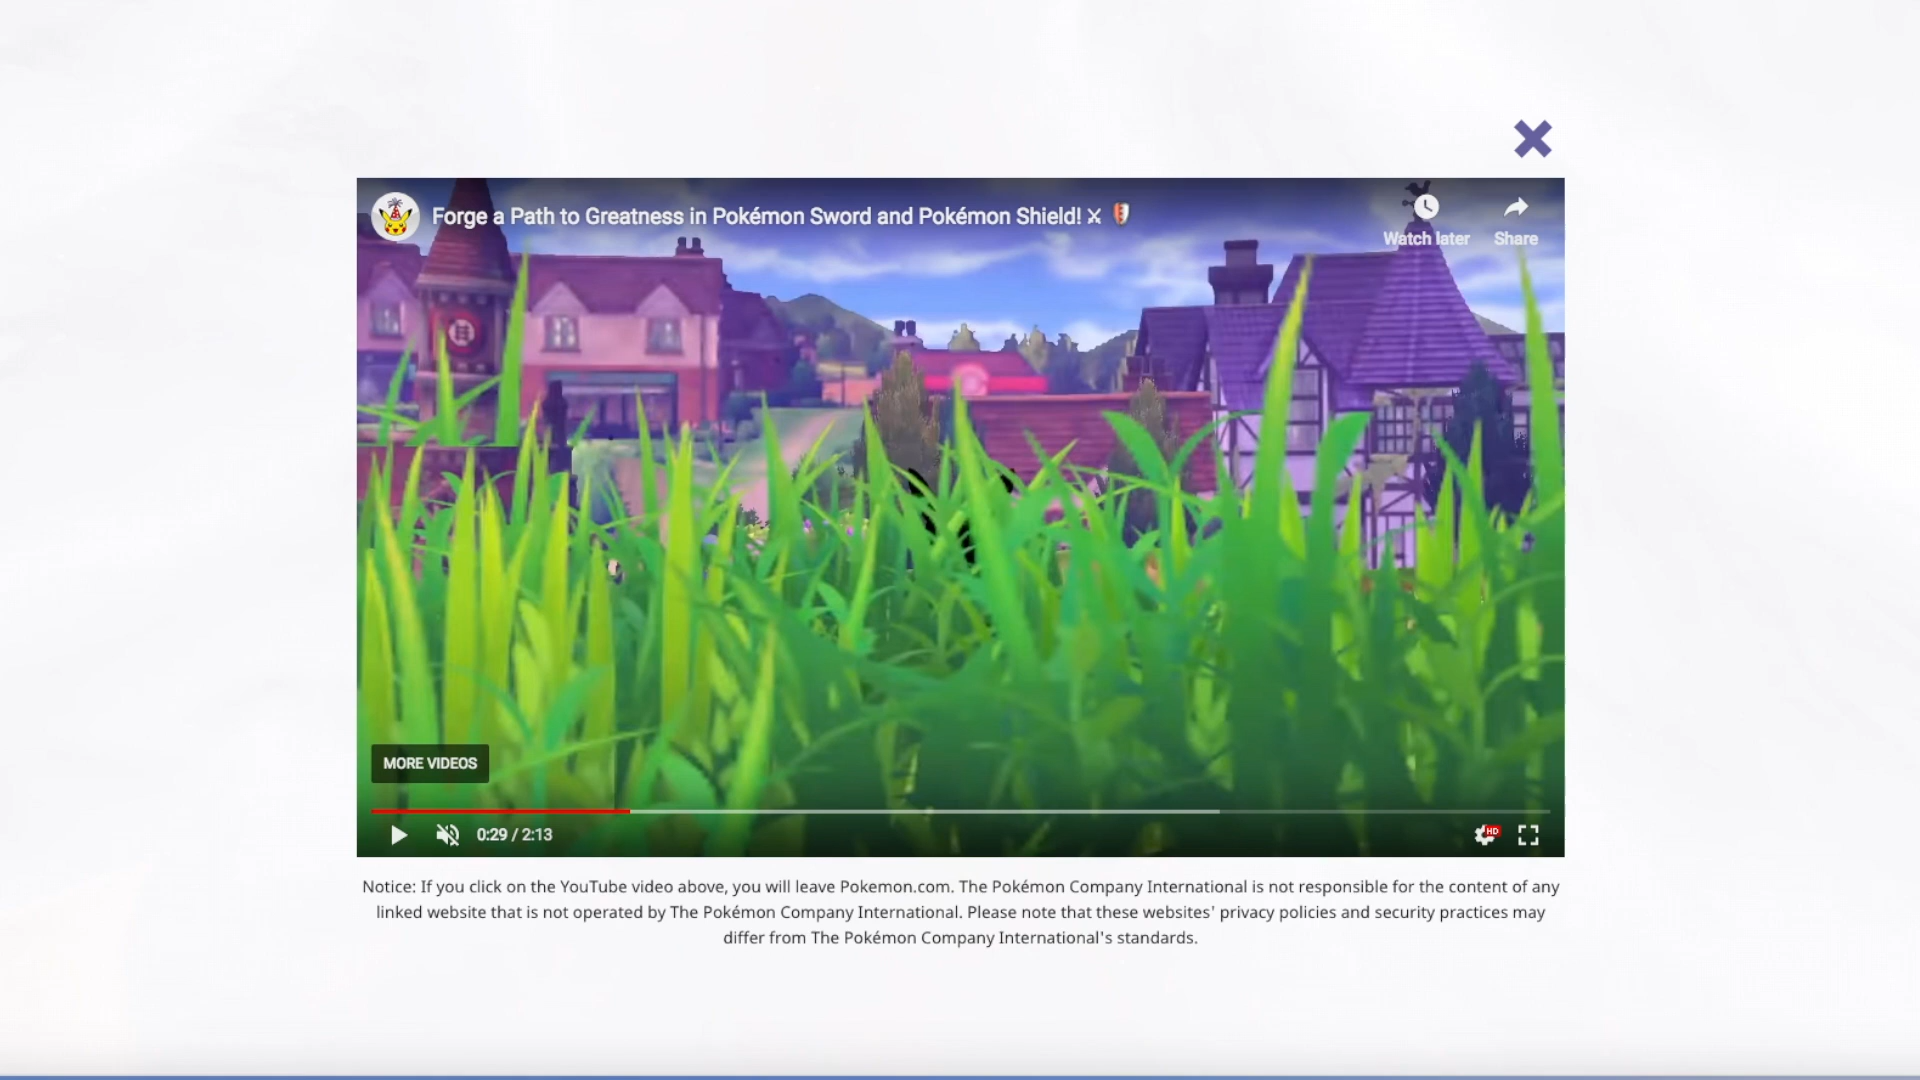 Forge a Path to Greatness in Pokémon Sword and Pokémon Shield! ⚔ 🛡
Watch later
Share
MORE VIDEOS
0:29 / 2:13
HD
Notice: If you click on the YouTube video above, you will leave Pokemon.com. The Pokémon Company International is not responsible for the content of any
linked website that is not operated by The Pokémon Company International. Please note that these websites' privacy policies and security practices may
differ from The Pokémon Company International's standards.